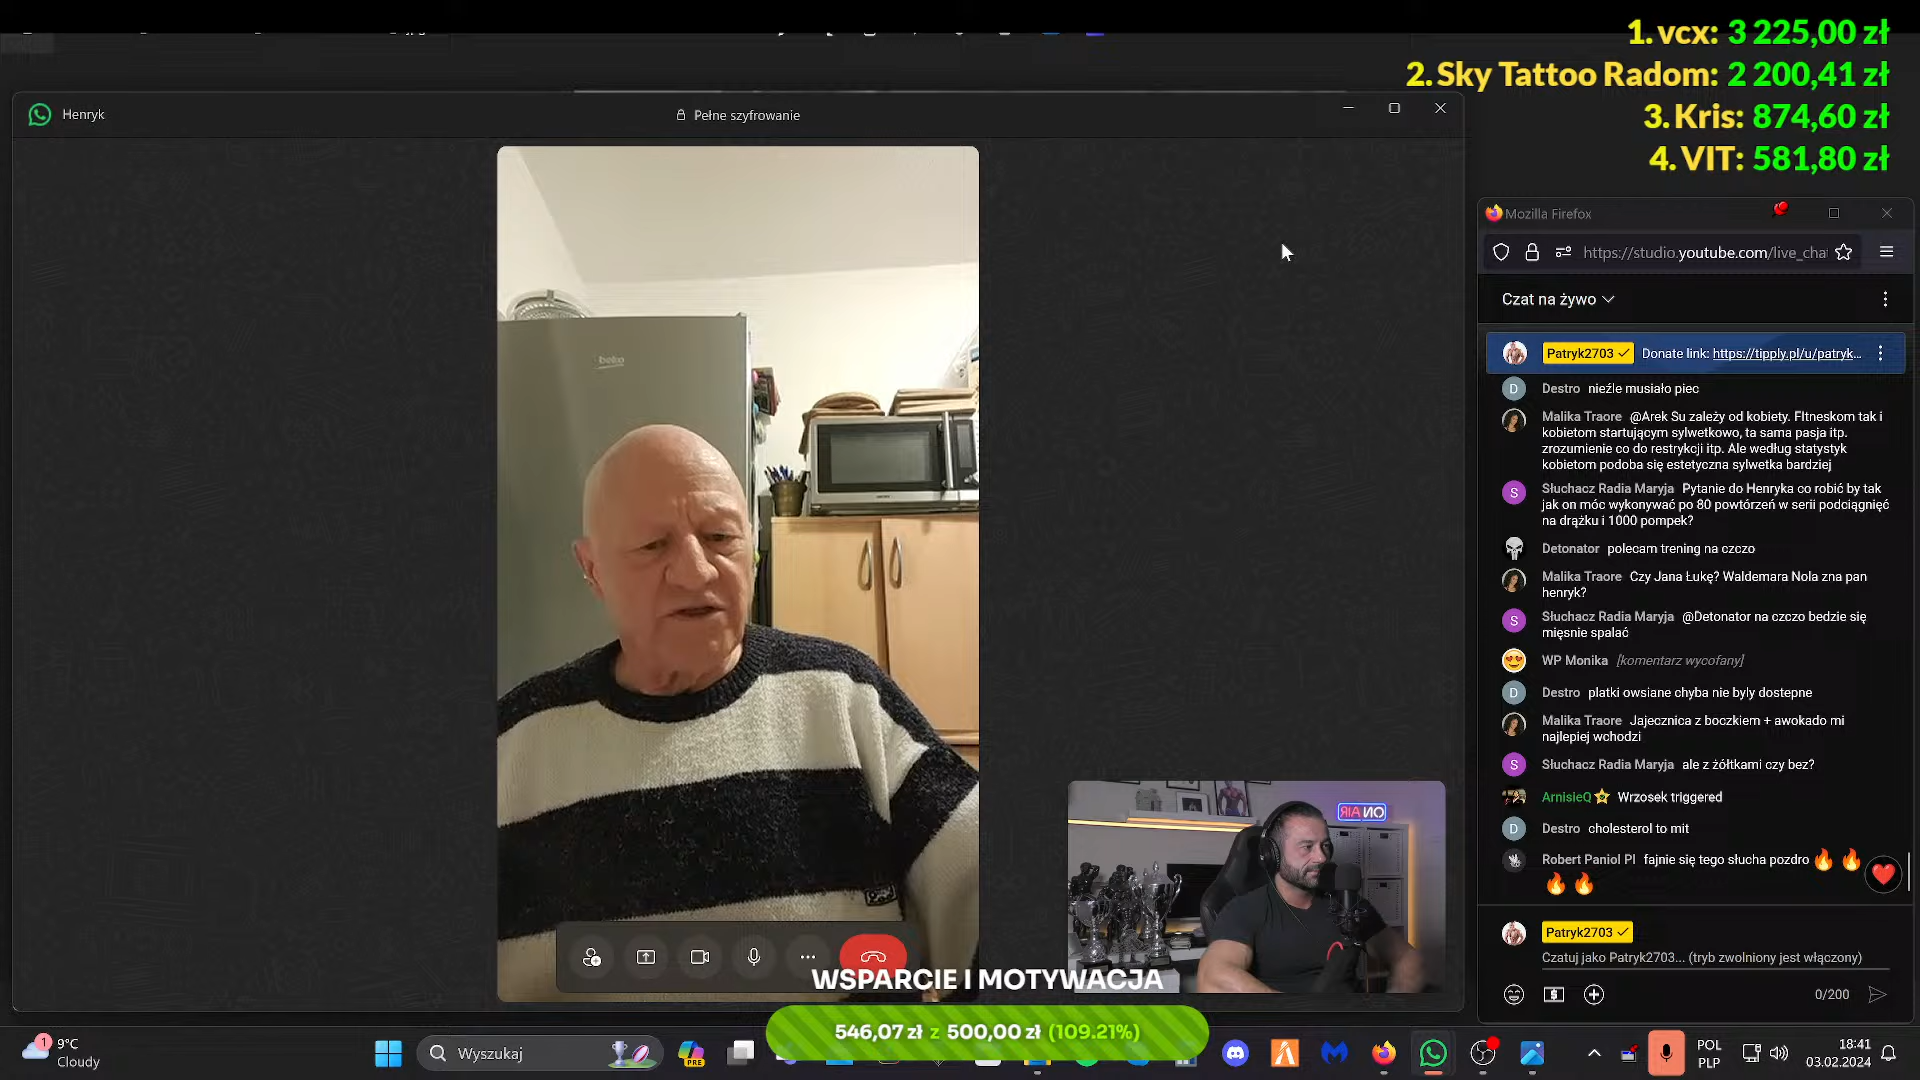 1. vcx: 3 225,00 zł
2. Sky Tattoo Radom: 2 200,41 zł
3. Kris: 874,60 zł
4. VIT: 581,80 zł
Henryk
Pełne szyfrowanie
beko
Mozilla Firefox
https://studio.youtube.com/live_cha
Czat na żywo
Patryk2703 Donate link: https://tipply.pl/u/patryk...
D Destro nieźle musiało piec
Malika Traore @Arek Su zależy od kobiety. FItneskom tak i
kobietom startującym sylwetkowo, ta sama pasja itp.
zrozumienie co do restrykcji itp. Ale według statystyk
kobietom podoba się estetyczna sylwetka bardziej
S Słuchacz Radia Maryja Pytanie do Henryka co robić by tak
jak on móc wykonywać po 80 powtórzeń w serii podciągnięć
na drążku i 1000 pompek?
Detonator polecam trening na czczo
Malika Traore Czy Jana Łukę? Waldemara Nola zna pan
henryk?
S Słuchacz Radia Maryja @Detonator na czczo bedzie się
mięsnie spalać
WP Monika [komentarz wycofany]
D Destro platki owsiane chyba nie byly dostepne
Malika Traore Jajecznica z boczkiem + awokado mi
najlepiej wchodzi
S Słuchacz Radia Maryja ale z żółtkami czy bez?
ArnisieQ Wrzosek triggered
D Destro cholesterol to mit
Robert Paniol Pl fajnie się tego słucha pozdro
Patryk2703
Czatuj jako Patryk2703... (tryb zwolniony jest włączony)
0/200
ON AIR
WSPARCIE I MOTYWACJA
546,07 zł z 500,00 zł (109.21%)
1
9°C
Cloudy
Wyszukaj
PRE
POL
PLP
18:41
03.02.2024